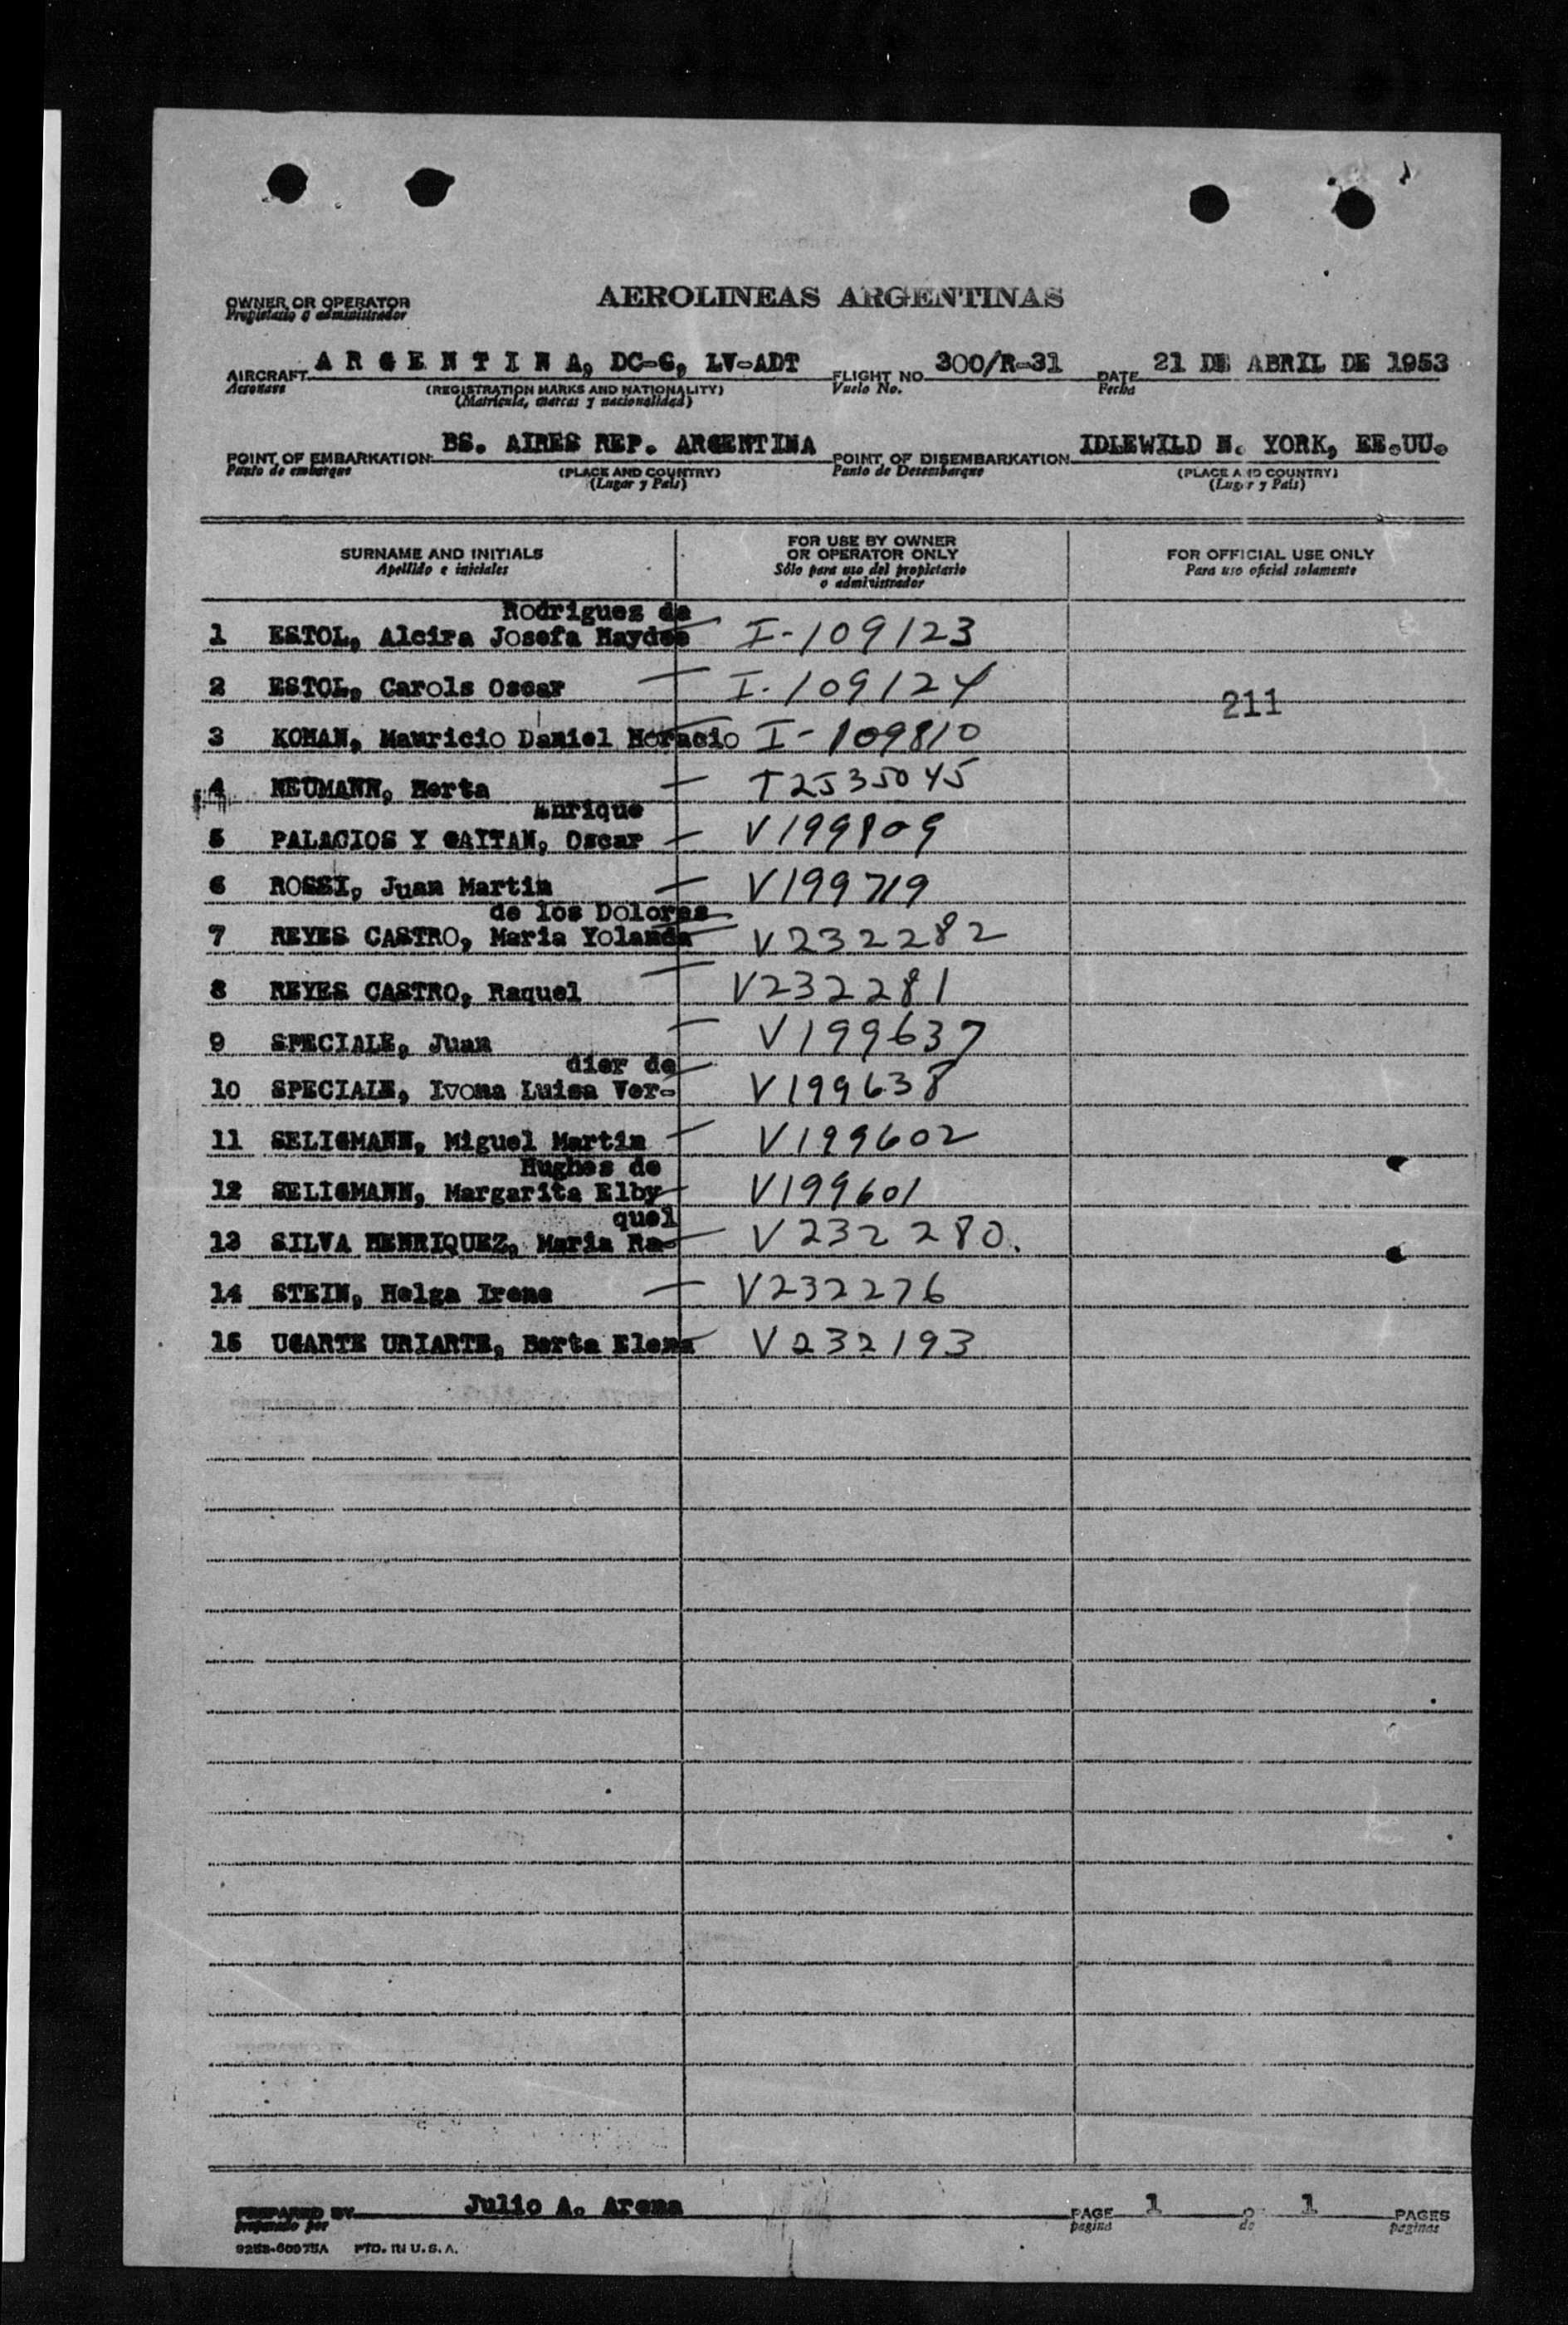 AEROLINEAS ARGENTINAS
OWNER OR OPERATOR
Propietario o administrador
AIRCRAFT A R G E N T I N A, DC-6, LV-ADT FLIGHT NO. 300/R-31 DATE 21 DE ABRIL DE 1953
Aeronave (REGISTRATION MARKS AND NATIONALITY) Vuelo No. Fecha
(Matrícula, marcas y nacionalidad)
POINT OF EMBARKATION BS. AIRES REP. ARGENTINA POINT OF DISEMBARKATION IDLEWILD N. YORK, EE.UU.
Punto de embarque (PLACE AND COUNTRY) Punto de Desembarque (PLACE AND COUNTRY)
(Lugar y País) (Lugar y País)
SURNAME AND INITIALS
Apellido e iniciales
FOR USE BY OWNER
OR OPERATOR ONLY
Sólo para uso del propietario
o administrador
FOR OFFICIAL USE ONLY
Para uso oficial solamente
Rodriguez de
1 ESTOL, Alcira Josefa Haydee — I-109123
2 ESTOL, Carols Oscar — I-109124
211
3 KOHAN, Mauricio Daniel Horacio — I-109810
4 NEUMANN, Herta — T2535045
Enrique
5 PALACIOS Y GAITAN, Oscar — V199809
6 ROSSI, Juan Martin — V199719
de los Dolores
7 REYES CASTRO, Maria Yolanda — V232282
8 REYES CASTRO, Raquel — V232281
9 SPECIALE, Juan — V199637
dier de
10 SPECIALE, Ivona Luisa Ver- — V199638
11 SELIGMANN, Miguel Martin — V199602
Hughes de
12 SELIGMANN, Margarita Elby — V199601
quel
13 SILVA HENRIQUEZ, Maria Ra- — V232280.
14 STEIN, Helga Irene — V232276
15 UGARTE URIARTE, Berta Elena — V232193
PREPARED BY Julio A. Arena PAGE 1 O 1 PAGES
preparado por pagina de paginas
9253-60975A PTD. IN U.S.A.